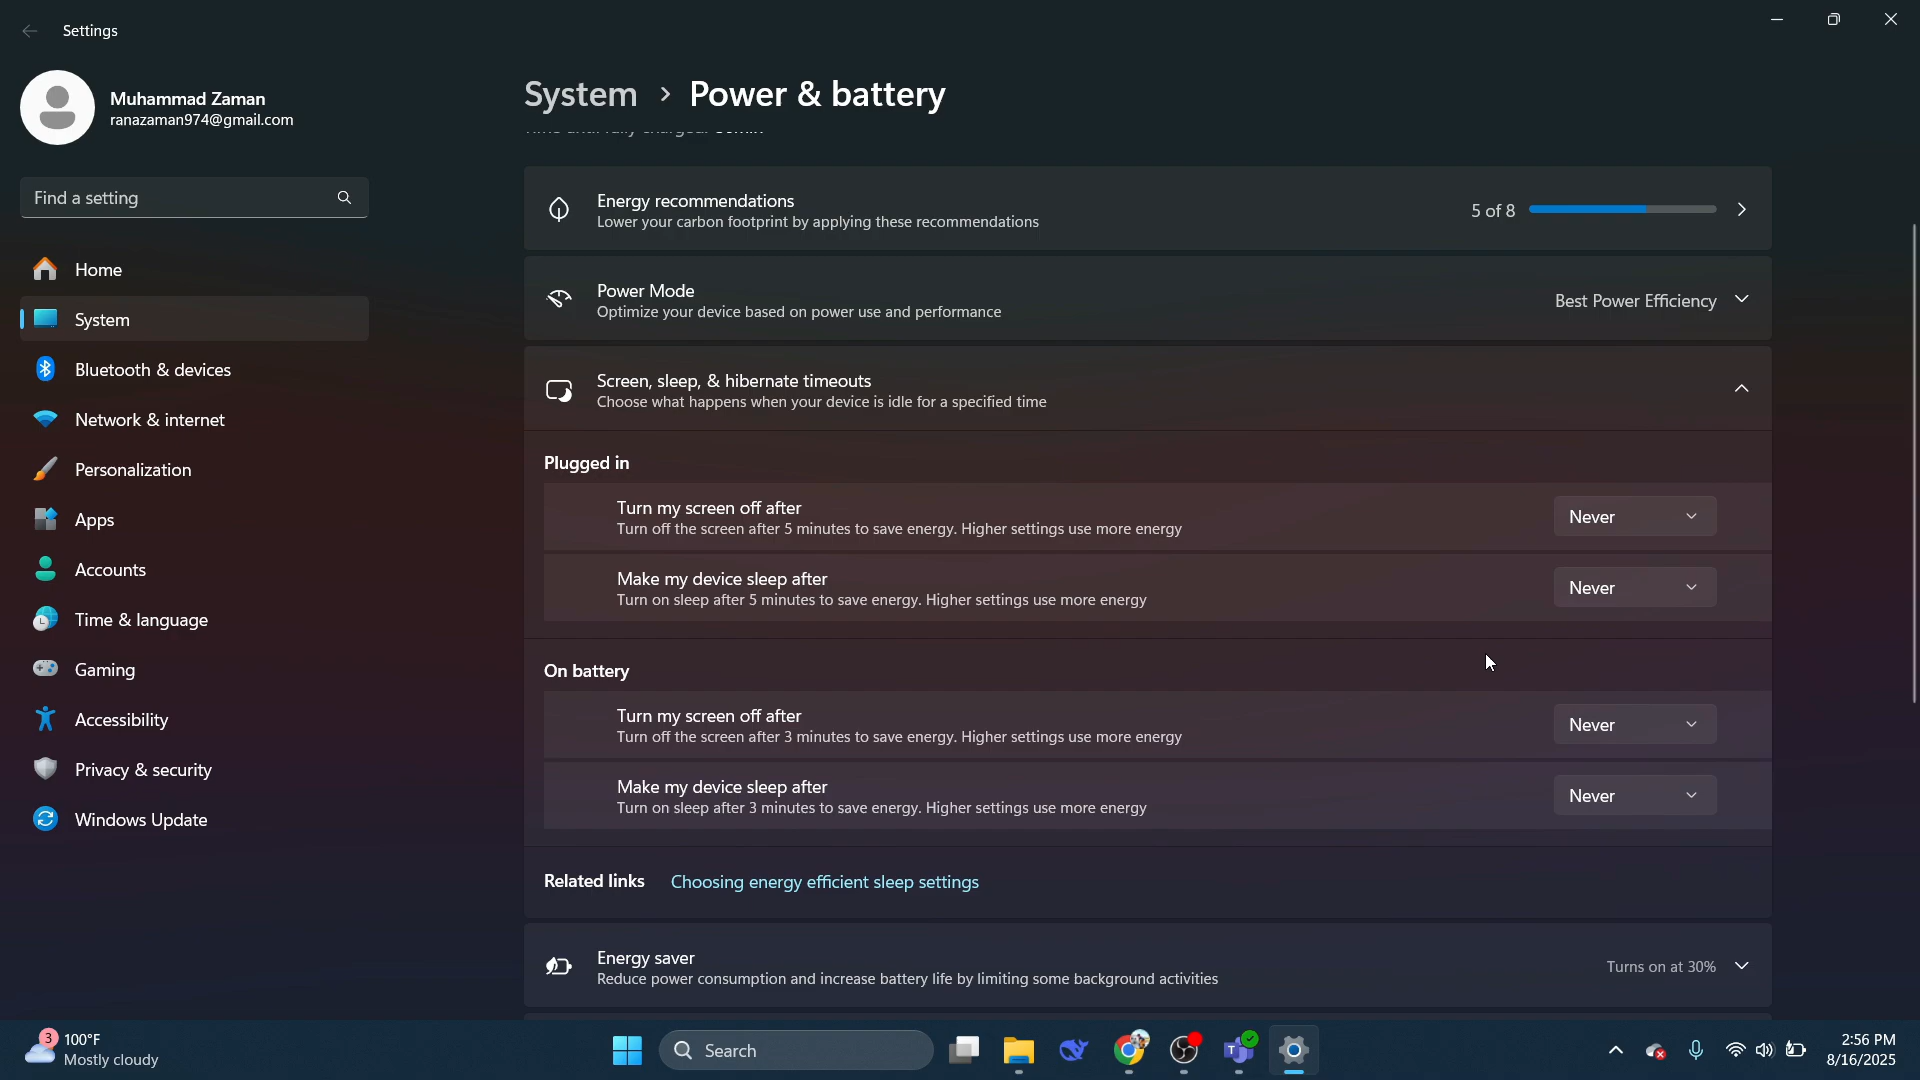 Settings
Muhammad Zaman
ranazaman974@gmail.com
Find a setting
Home
System
Bluetooth & devices
Network & internet
Personalization
Apps
Accounts
Time & language
Gaming
Accessibility
Privacy & security
Windows Update
System > Power & battery
Energy recommendations
Lower your carbon footprint by applying these recommendations
5 of 8
Power Mode
Optimize your device based on power use and performance
Best Power Efficiency
Screen, sleep, & hibernate timeouts
Choose what happens when your device is idle for a specified time
Plugged in
Turn my screen off after
Turn off the screen after 5 minutes to save energy. Higher settings use more energy
Never
Make my device sleep after
Turn on sleep after 5 minutes to save energy. Higher settings use more energy
Never
On battery
Turn my screen off after
Turn off the screen after 3 minutes to save energy. Higher settings use more energy
Never
Make my device sleep after
Turn on sleep after 3 minutes to save energy. Higher settings use more energy
Never
Related links Choosing energy efficient sleep settings
Energy saver
Reduce power consumption and increase battery life by limiting some background activities
Turns on at 30%
3
100°F
Mostly cloudy
Search
2:56 PM
8/16/2025